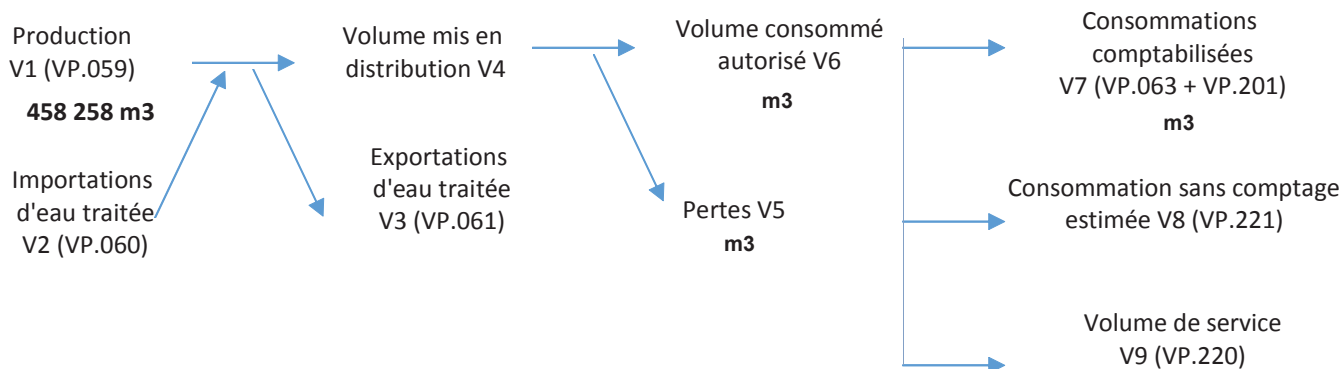 Production
V1 (VP.059)
458 258 m3
Importations
d'eau traitée
V2 (VP.060)
Volume mis en
distribution V4
Exportations
d'eau traitée
V3 (VP.061)
Volume consommé
autorisé V6
m3
Pertes V5
m3
Consommations
comptabilisées
V7 (VP.063 + VP.201)
m3
Consommation sans comptage
estimée V8 (VP.221)
Volume de service
V9 (VP.220)